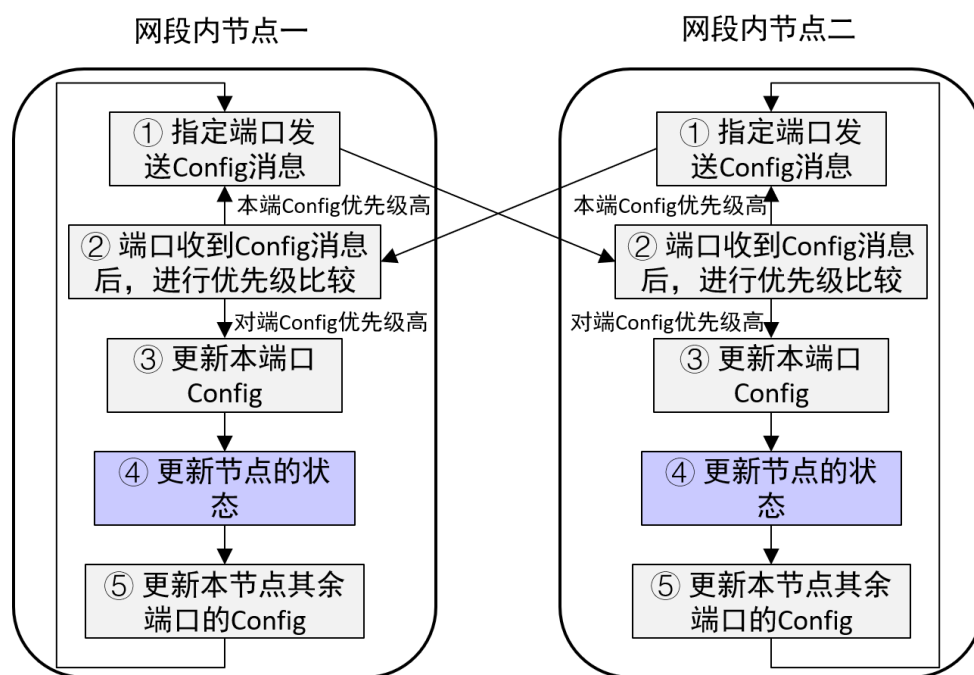 网段内节点一
① 指定端口发
送Config消息
本端Config优先级高
② 端口收到Config消息
后，进行优先级比较
对端Config优先级高
③ 更新本端口
Config
④ 更新节点的状
态
⑤ 更新本节点其余
端口的Config
网段内节点二
① 指定端口发
送Config消息
本端Config优先级高
② 端口收到Config消息
后，进行优先级比较
对端Config优先级高
③ 更新本端口
Config
④ 更新节点的状
态
⑤ 更新本节点其余
端口的Config